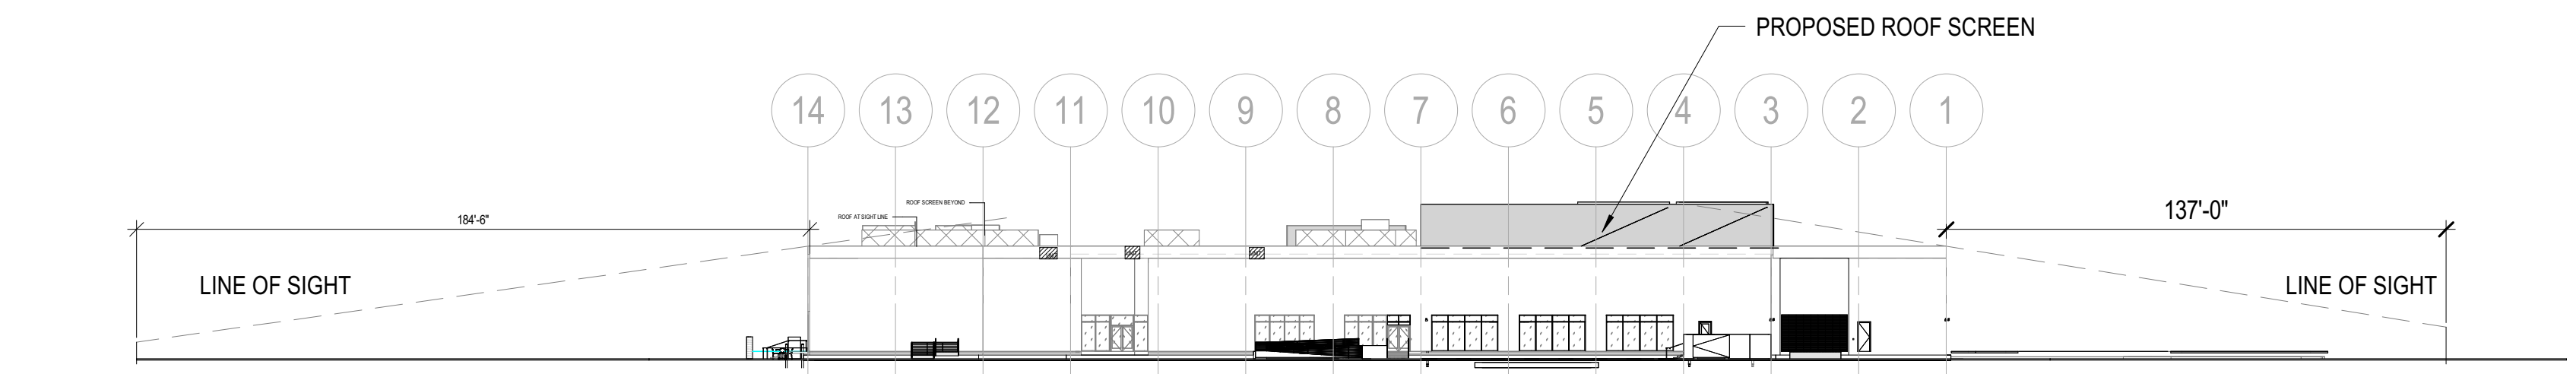 PROPOSED ROOF SCREEN
14 13 12 11 10 9 8 7 6 5 4 3 2 1
ROOF SCREEN BEYOND
ROOF AT SIGHT LINE
184'-6"
137'-0"
LINE OF SIGHT
LINE OF SIGHT